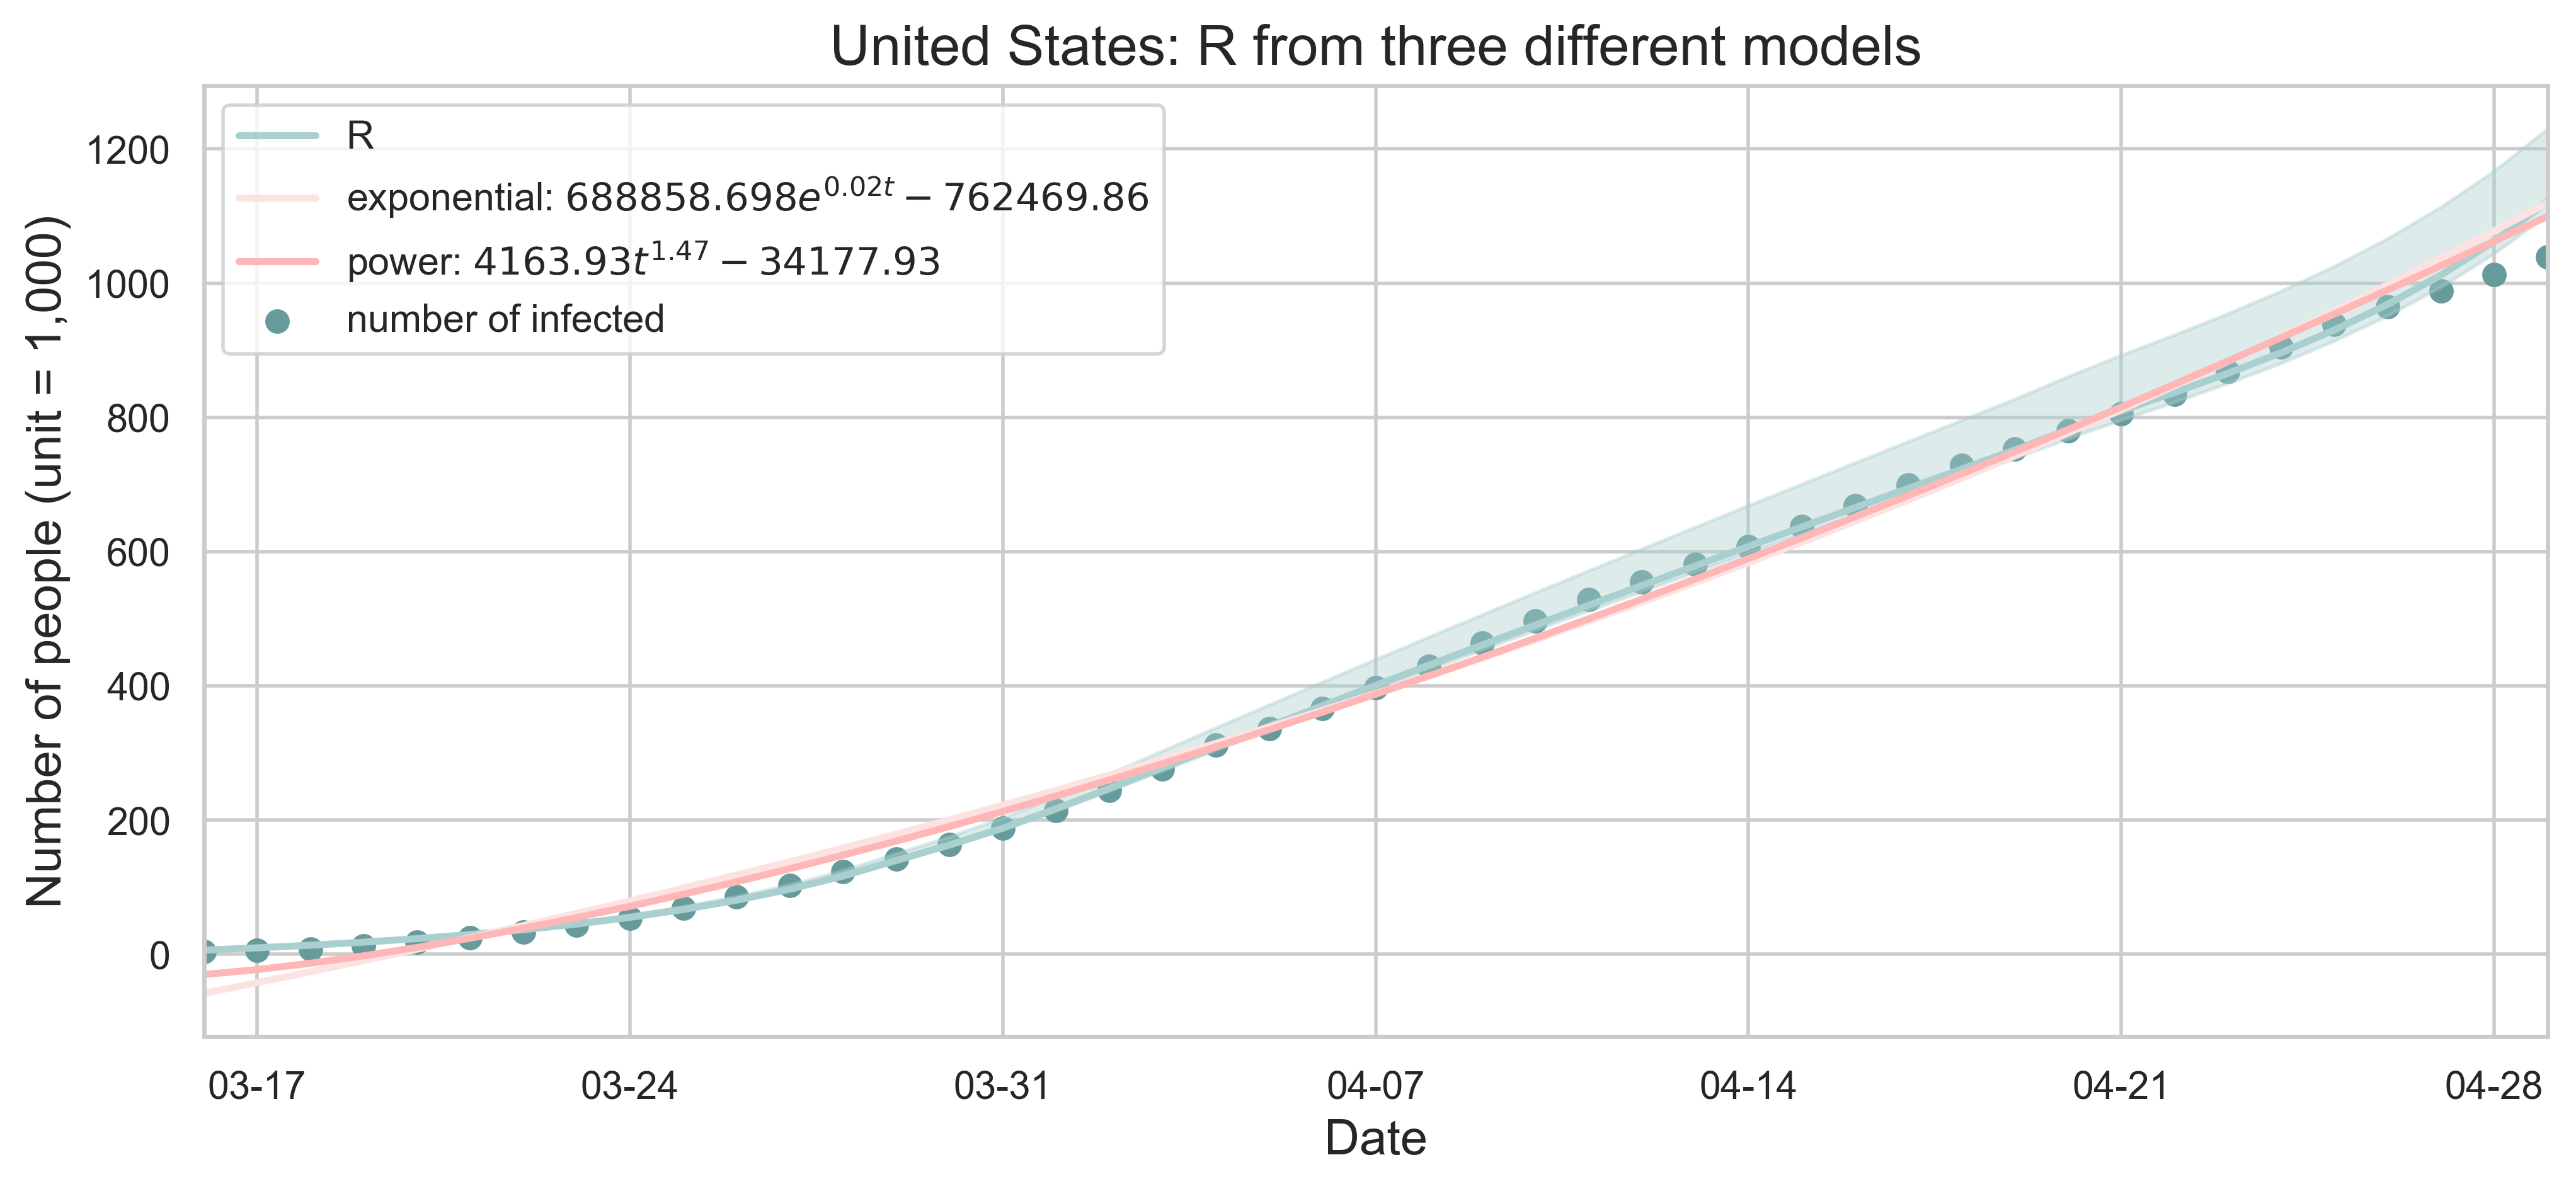 United States: R from three different models
R
exponential: 688858.698e^{0.02t} − 762469.86
power: 4163.93t^{1.47} − 34177.93
number of infected
Number of people (unit = 1,000)
1200
1000
800
600
400
200
0
03-17 03-24 03-31 04-07 04-14 04-21 04-28
Date